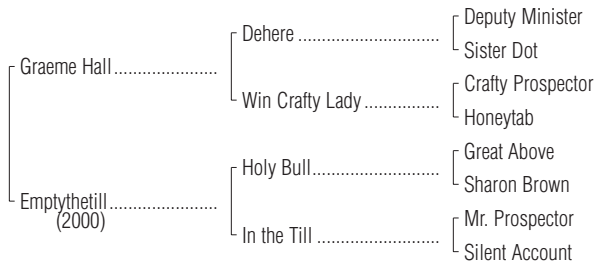 Deputy Minister
Dehere
Sister Dot
Graeme Hall
Crafty Prospector
Win Crafty Lady
Honeytab
Great Above
Holy Bull
Sharon Brown
Emptythetill
(2000)
Mr. Prospector
In the Till
Silent Account